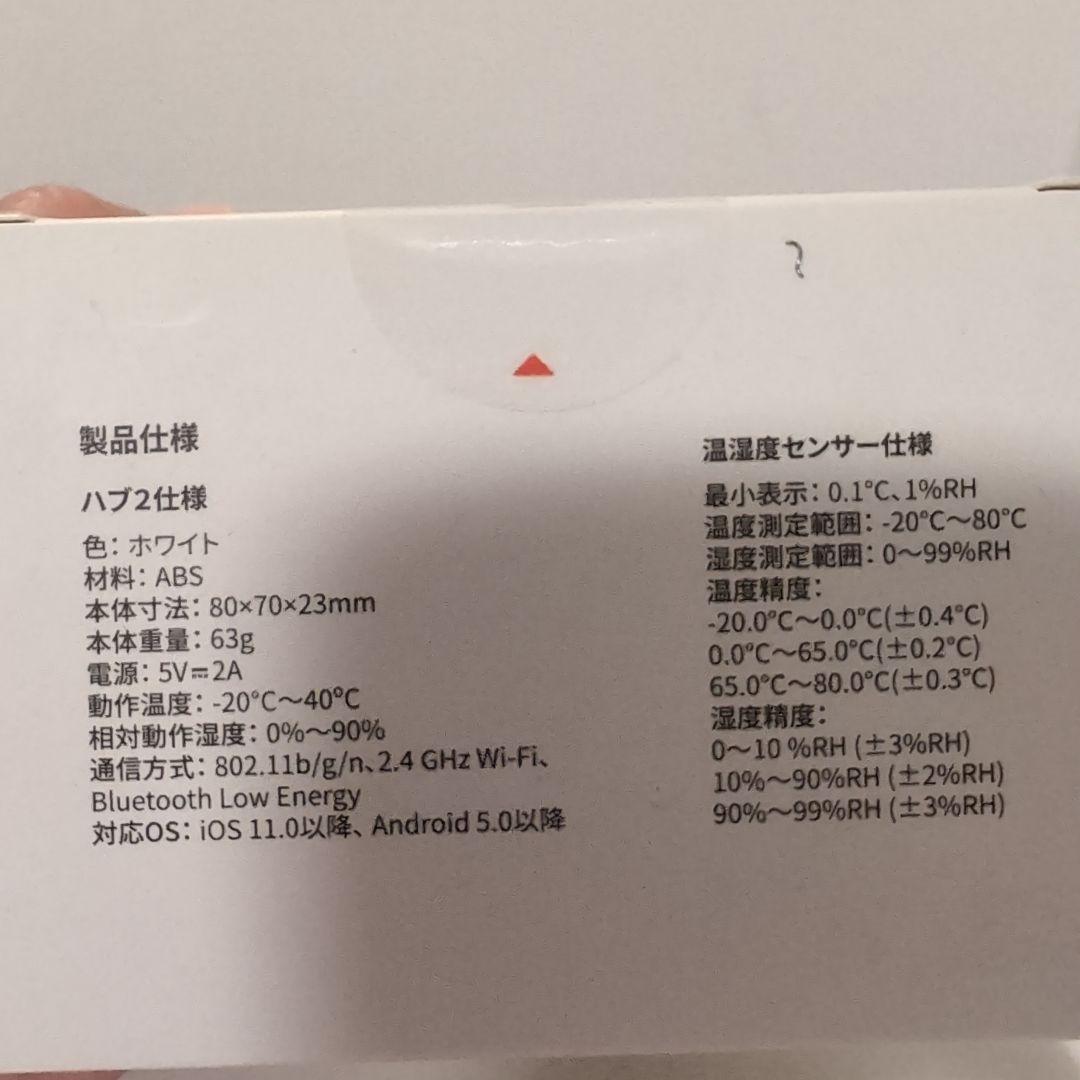 製品仕様
ハブ2仕様
色：ホワイト
材料：ABS
本体寸法：80×70×23mm
本体重量：63g
電源：5V⎓2A
動作温度：-20℃～40℃
相対動作湿度：0%～90%
通信方式：802.11b/g/n、2.4 GHz Wi-Fi、
Bluetooth Low Energy
対応OS：iOS 11.0以降、Android 5.0以降
温湿度センサー仕様
最小表示：0.1℃、1%RH
温度測定範囲：-20℃～80℃
湿度測定範囲：0～99%RH
温度精度：
-20.0℃～0.0℃(±0.4℃)
0.0℃～65.0℃(±0.2℃)
65.0℃～80.0℃(±0.3℃)
湿度精度：
0～10 %RH (±3%RH)
10%～90%RH (±2%RH)
90%～99%RH (±3%RH)